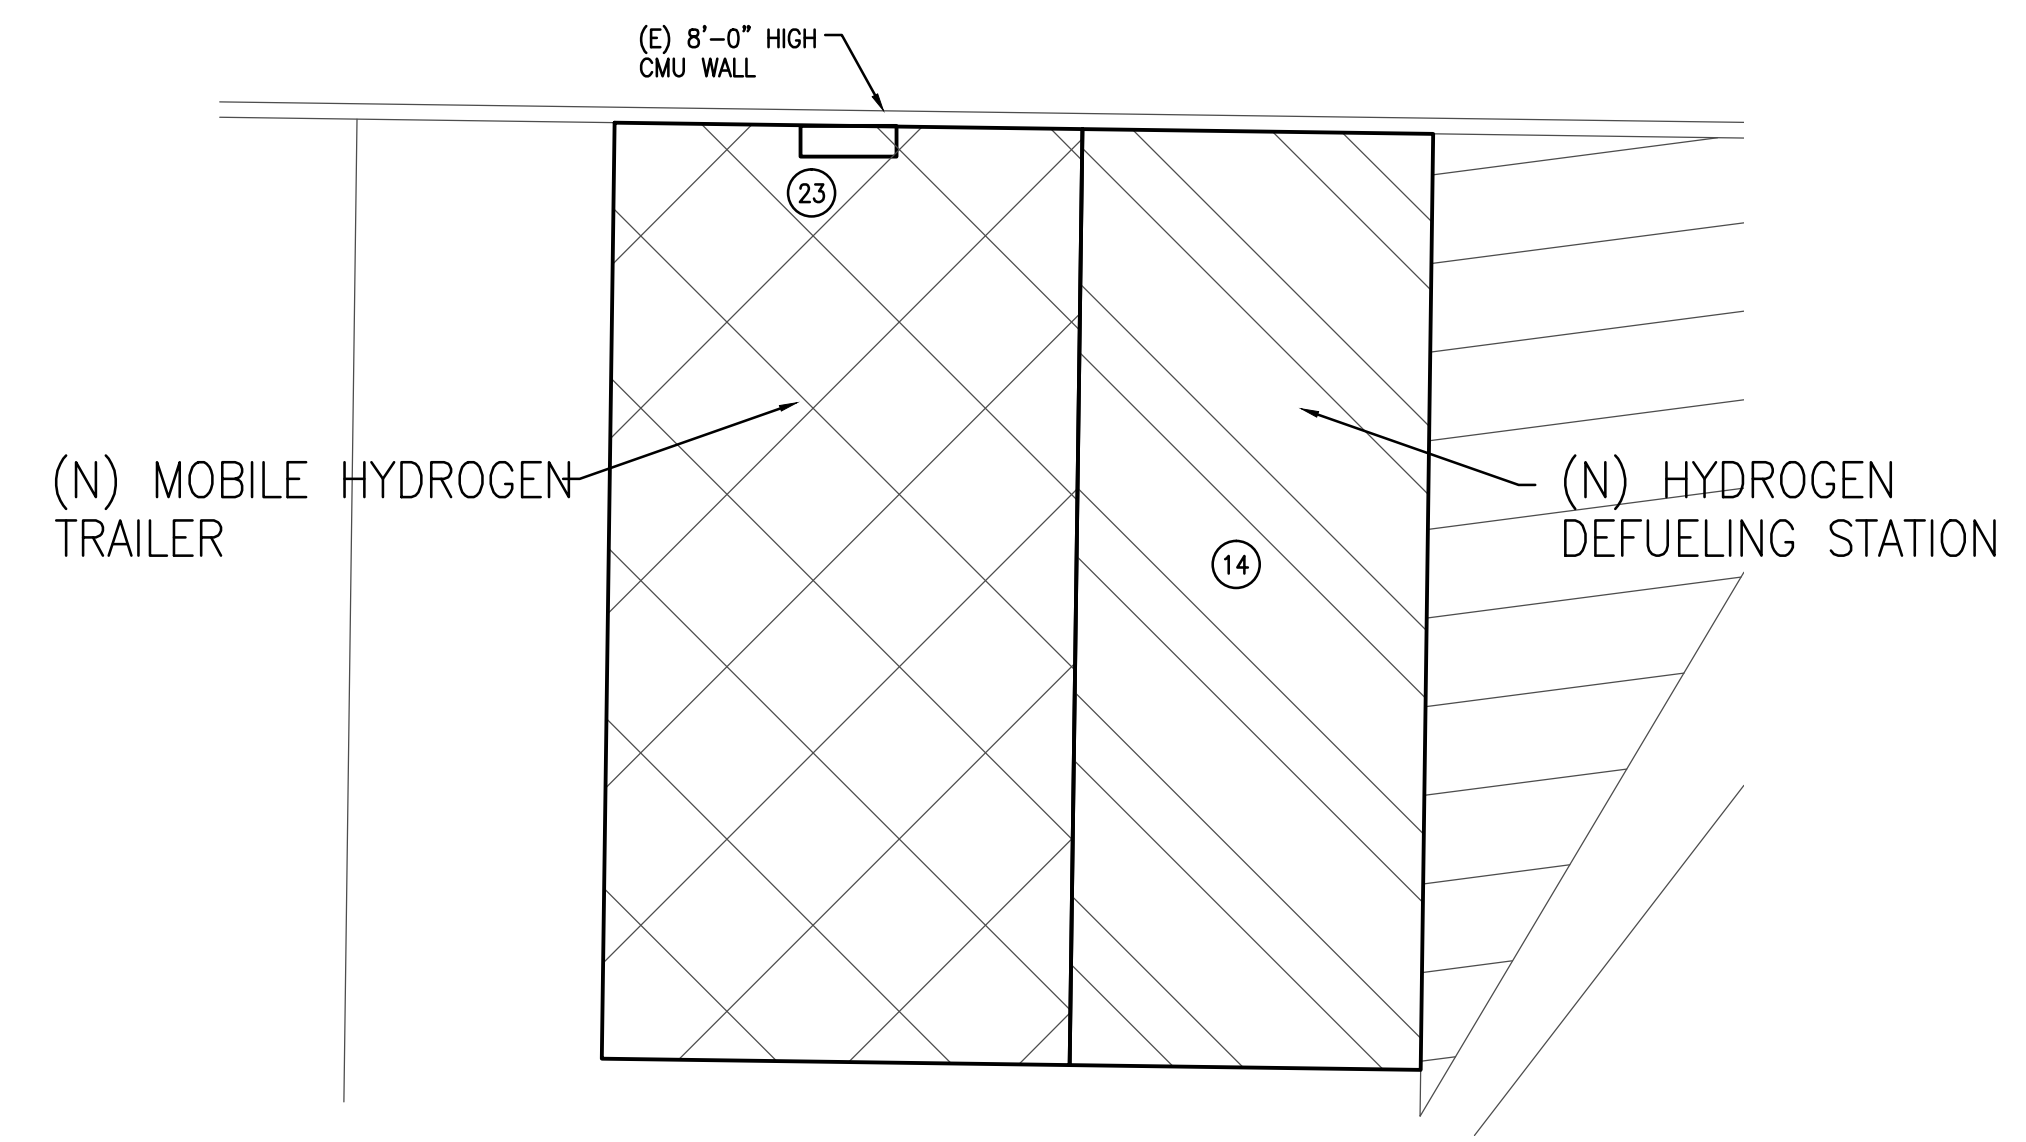 (E) 8'-0" HIGH
CMU WALL
23
(N) MOBILE HYDROGEN
TRAILER
(N) HYDROGEN
DEFUELING STATION
14